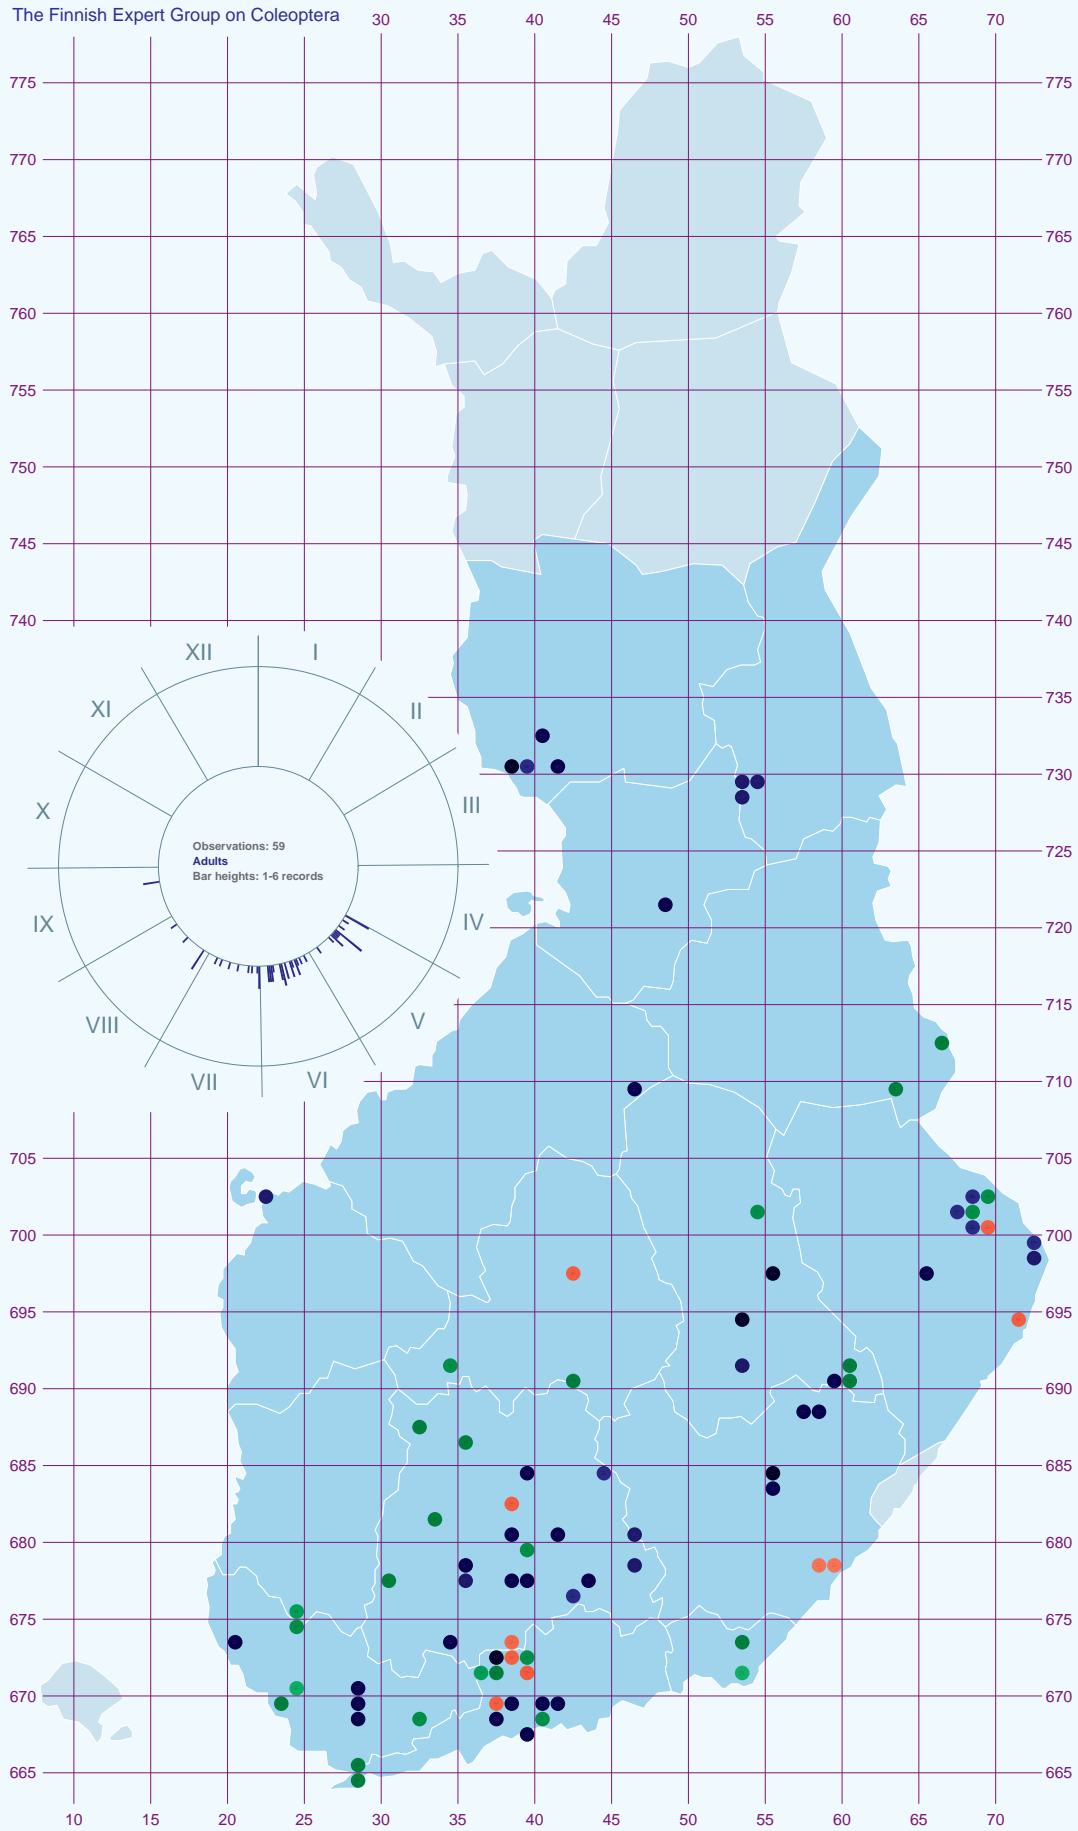 The Finnish Expert Group on Coleoptera
30 35 40 45 50 55 60 65 70
775 775
770 770
765 765
760 760
755 755
750 750
745 745
740 740
XII I
XI II
735
X III
730
Observations: 59
Adults
Bar heights: 1-6 records
725
IX IV
720
715
VIII V
VII VI
710
705 705
700 700
695 695
690 690
685 685
680 680
675 675
670 670
665 665
10 15 20 25 30 35 40 45 50 55 60 65 70